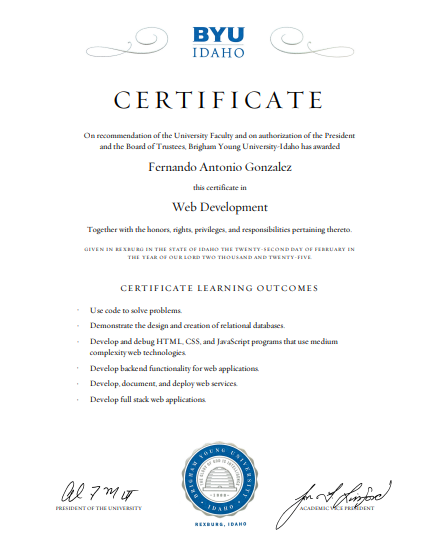 BYU
IDAHO
CERTIFICATE
On recommendation of the University Faculty and on authorization of the President
and the Board of Trustees, Brigham Young University-Idaho has awarded
Fernando Antonio Gonzalez
this certificate in
Web Development
Together with the honors, rights, privileges, and responsibilities pertaining thereto.
GIVEN IN REXBURG IN THE STATE OF IDAHO THE TWENTY-SECOND DAY OF FEBRUARY IN
THE YEAR OF OUR LORD TWO THOUSAND AND TWENTY-FIVE.
CERTIFICATE LEARNING OUTCOMES
· Use code to solve problems.
· Demonstrate the design and creation of relational databases.
· Develop and debug HTML, CSS, and JavaScript programs that use medium
complexity web technologies.
· Develop backend functionality for web applications.
· Develop, document, and deploy web services.
· Develop full stack web applications.
BRIGHAM YOUNG UNIVERSITY
IDAHO
PRESIDENT OF THE UNIVERSITY
ACADEMIC VICE PRESIDENT
REXBURG, IDAHO